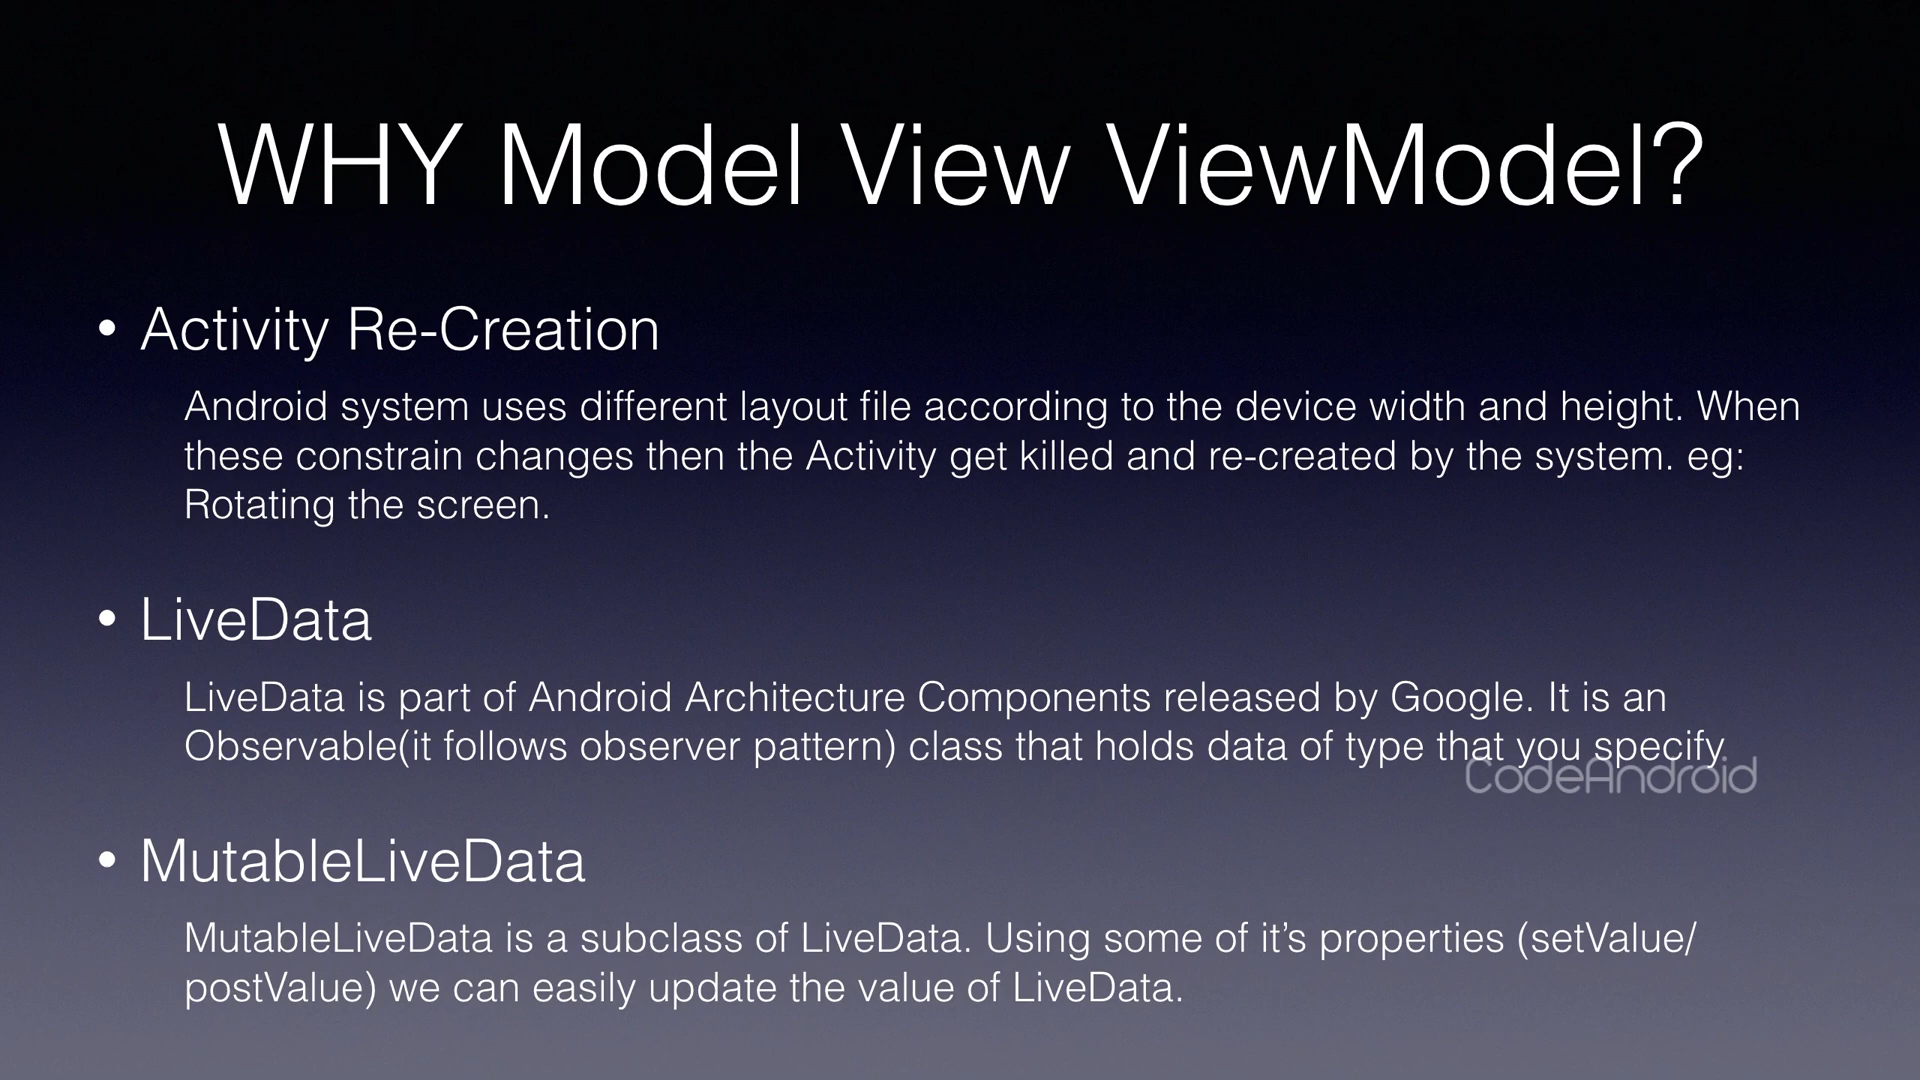 WHY Model View ViewModel?
• Activity Re-Creation
Android system uses different layout file according to the device width and height. When
these constrain changes then the Activity get killed and re-created by the system. eg:
Rotating the screen.
• LiveData
LiveData is part of Android Architecture Components released by Google. It is an
Observable(it follows observer pattern) class that holds data of type that you specify
CodeAndroid
• MutableLiveData
MutableLiveData is a subclass of LiveData. Using some of it’s properties (setValue/
postValue) we can easily update the value of LiveData.